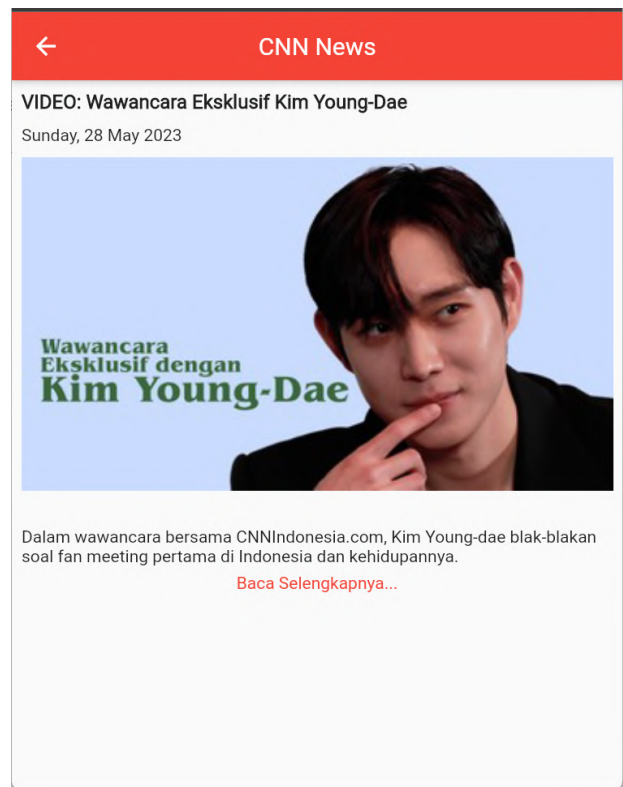 CNN News
VIDEO: Wawancara Eksklusif Kim Young-Dae
Sunday, 28 May 2023
Wawancara
Eksklusif dengan
Kim Young-Dae
Dalam wawancara bersama CNNIndonesia.com, Kim Young-dae blak-blakan
soal fan meeting pertama di Indonesia dan kehidupannya.
Baca Selengkapnya...